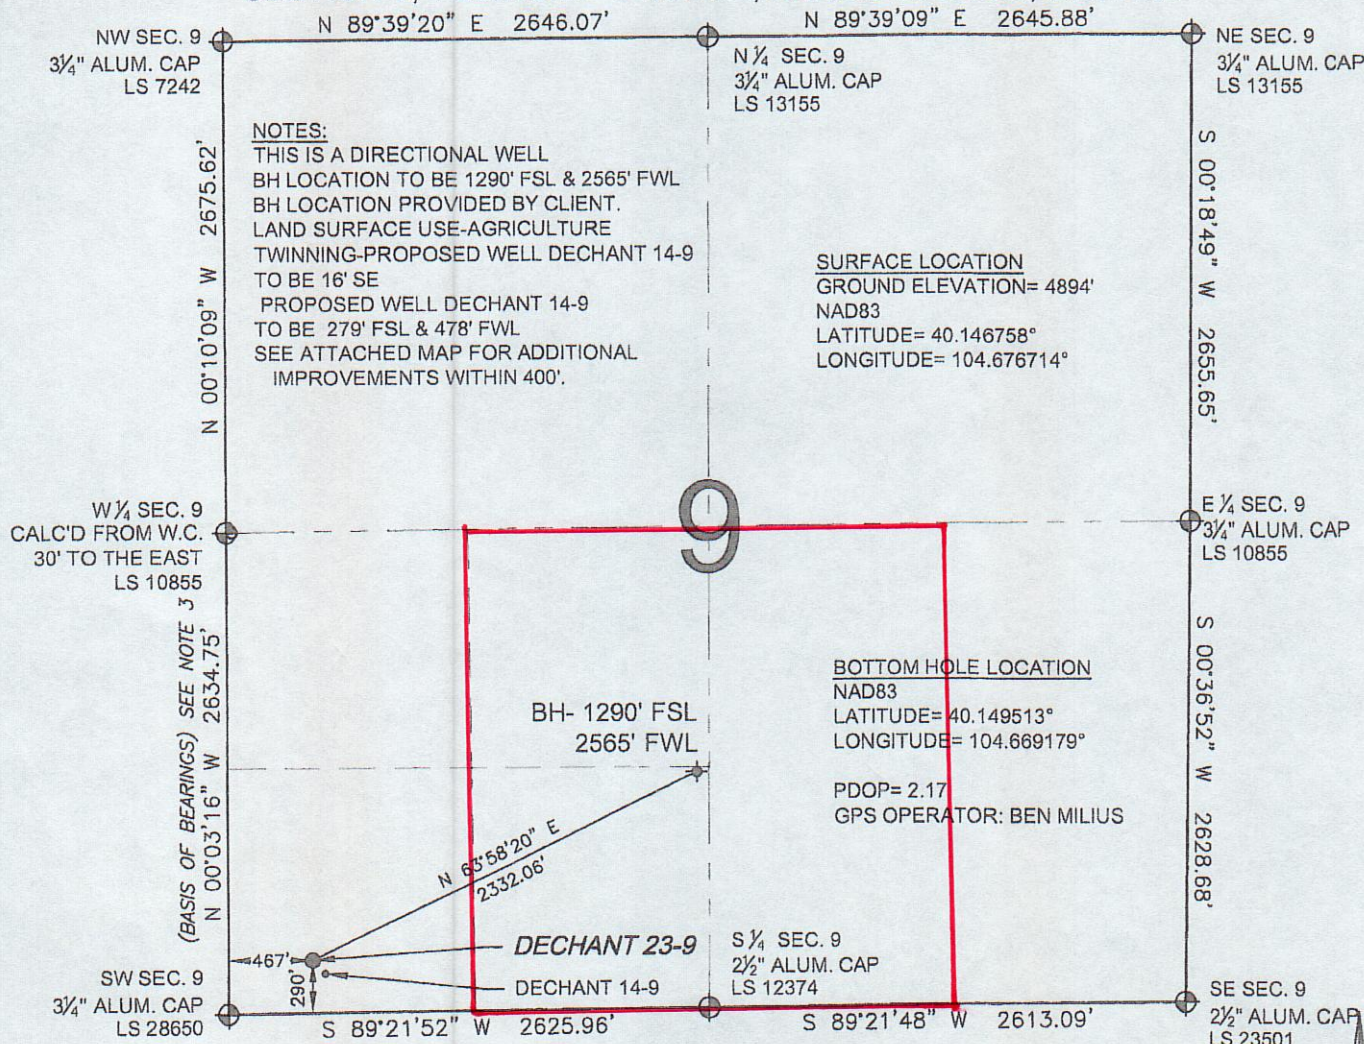 N 89°39'20" E 2646.07'
N 89°39'09" E 2645.88'
NW SEC. 9
3¼" ALUM. CAP
LS 7242
N ¼ SEC. 9
3¼" ALUM. CAP
LS 13155
NE SEC. 9
3¼" ALUM. CAP
LS 13155
NOTES:
THIS IS A DIRECTIONAL WELL
BH LOCATION TO BE 1290' FSL & 2565' FWL
BH LOCATION PROVIDED BY CLIENT.
LAND SURFACE USE-AGRICULTURE
TWINNING-PROPOSED WELL DECHANT 14-9
TO BE 16' SE
PROPOSED WELL DECHANT 14-9
TO BE 279' FSL & 478' FWL
SEE ATTACHED MAP FOR ADDITIONAL
IMPROVEMENTS WITHIN 400'.
N 00°10'09" W 2675.62'
SURFACE LOCATION
GROUND ELEVATION= 4894'
NAD83
LATITUDE= 40.146758°
LONGITUDE= 104.676714°
S 00°18'49" W 2655.65'
9
W ¼ SEC. 9
CALC'D FROM W.C.
30' TO THE EAST
LS 10855
E ¼ SEC. 9
3¼" ALUM. CAP
LS 10855
(BASIS OF BEARINGS) SEE NOTE 3
N 00°03'16" W 2634.75'
BH- 1290' FSL
2565' FWL
BOTTOM HOLE LOCATION
NAD83
LATITUDE= 40.149513°
LONGITUDE= 104.669179°
PDOP= 2.17
GPS OPERATOR: BEN MILIUS
S 00°36'52" W 2628.68'
N 63°58'20" E
2332.06'
DECHANT 23-9
467'
290'
DECHANT 14-9
S ¼ SEC. 9
2½" ALUM. CAP
LS 12374
SW SEC. 9
3¼" ALUM. CAP
LS 28650
SE SEC. 9
2½" ALUM. CAP
LS 23501
S 89°21'52" W 2625.96'
S 89°21'48" W 2613.09'